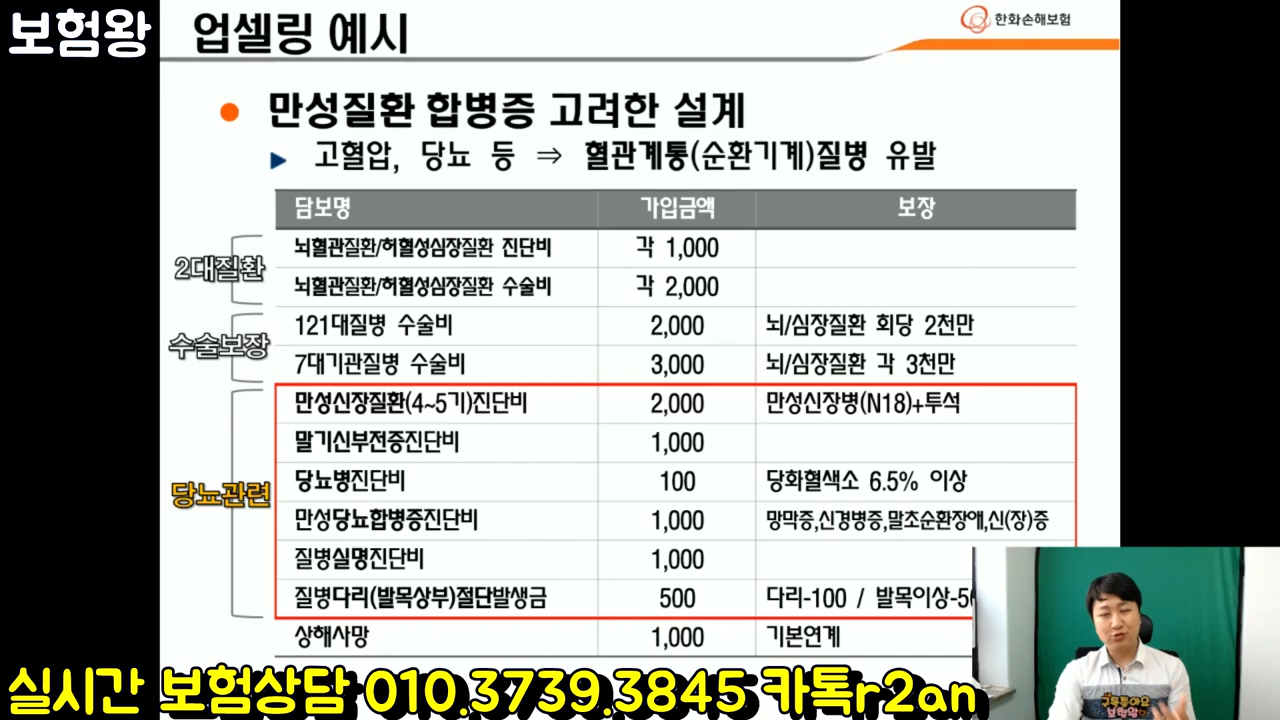 보험왕
업셀링 예시
한화손해보험
만성질환 합병증 고려한 설계
고혈압, 당뇨 등 ⇒ 혈관계통(순환기계)질병 유발
담보명 가입금액 보장
2대질환
뇌혈관질환/허혈성심장질환 진단비 각 1,000
뇌혈관질환/허혈성심장질환 수술비 각 2,000
수술보장
121대질병 수술비 2,000 뇌/심장질환 회당 2천만
7대기관질병 수술비 3,000 뇌/심장질환 각 3천만
당뇨관련
만성신장질환(4~5기)진단비 2,000 만성신장병(N18)+투석
말기신부전증진단비 1,000
당뇨병진단비 100 당화혈색소 6.5% 이상
만성당뇨합병증진단비 1,000 망막증,신경병증,말초순환장애,신(장)증
질병실명진단비 1,000
질병다리(발목상부)절단발생금 500 다리-100 / 발목이상-5
상해사망 1,000 기본연계
구독좋아요
보험왕
실시간 보험상담 010.3739.3845 카톡r2an